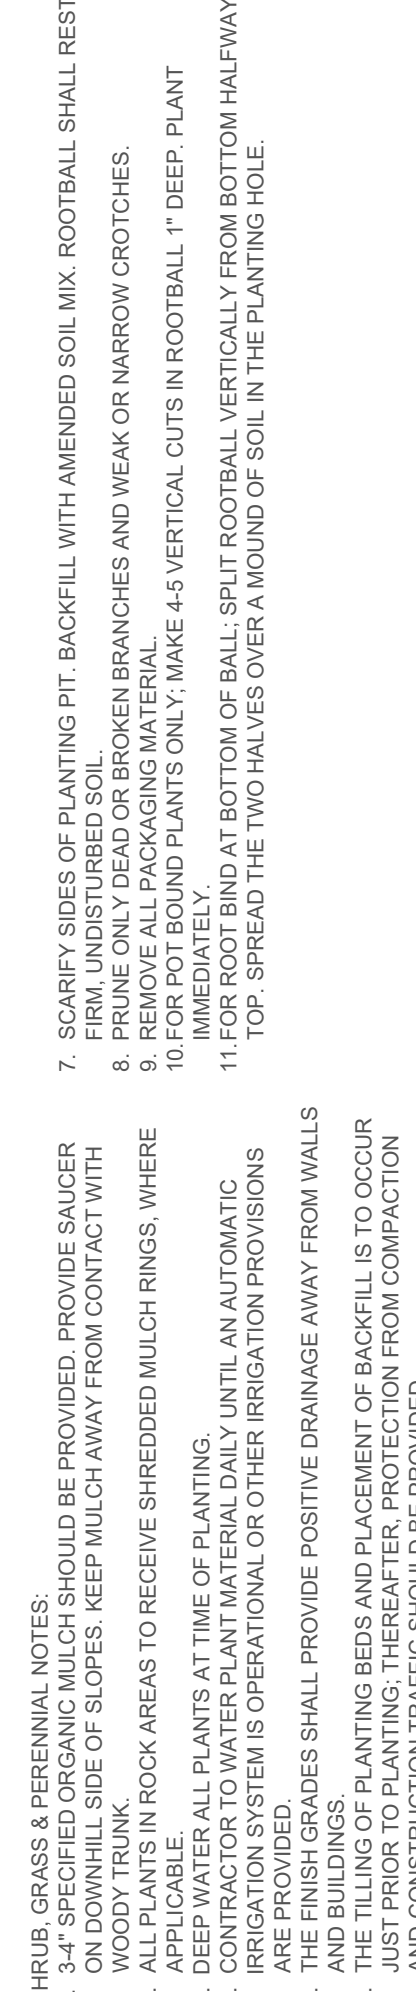 HRUB, GRASS & PERENNIAL NOTES:
. 3-4" SPECIFIED ORGANIC MULCH SHOULD BE PROVIDED. PROVIDE SAUCER
ON DOWNHILL SIDE OF SLOPES. KEEP MULCH AWAY FROM CONTACT WITH
WOODY TRUNK.
. ALL PLANTS IN ROCK AREAS TO RECEIVE SHREDDED MULCH RINGS, WHERE
APPLICABLE.
. DEEP WATER ALL PLANTS AT TIME OF PLANTING.
. CONTRACTOR TO WATER PLANT MATERIAL DAILY UNTIL AN AUTOMATIC
IRRIGATION SYSTEM IS OPERATIONAL OR OTHER IRRIGATION PROVISIONS
ARE PROVIDED.
. THE FINISH GRADES SHALL PROVIDE POSITIVE DRAINAGE AWAY FROM WALLS
AND BUILDINGS.
. THE TILLING OF PLANTING BEDS AND PLACEMENT OF BACKFILL IS TO OCCUR
JUST PRIOR TO PLANTING; THEREAFTER, PROTECTION FROM COMPACTION
AND CONSTRUCTION TRAFFIC SHOULD BE PROVIDED
7. SCARIFY SIDES OF PLANTING PIT. BACKFILL WITH AMENDED SOIL MIX. ROOTBALL SHALL REST
FIRM, UNDISTURBED SOIL.
8. PRUNE ONLY DEAD OR BROKEN BRANCHES AND WEAK OR NARROW CROTCHES.
9. REMOVE ALL PACKAGING MATERIAL.
10. FOR POT BOUND PLANTS ONLY; MAKE 4-5 VERTICAL CUTS IN ROOTBALL 1" DEEP. PLANT
IMMEDIATELY.
11. FOR ROOT BIND AT BOTTOM OF BALL; SPLIT ROOTBALL VERTICALLY FROM BOTTOM HALFWAY
TOP. SPREAD THE TWO HALVES OVER A MOUND OF SOIL IN THE PLANTING HOLE.